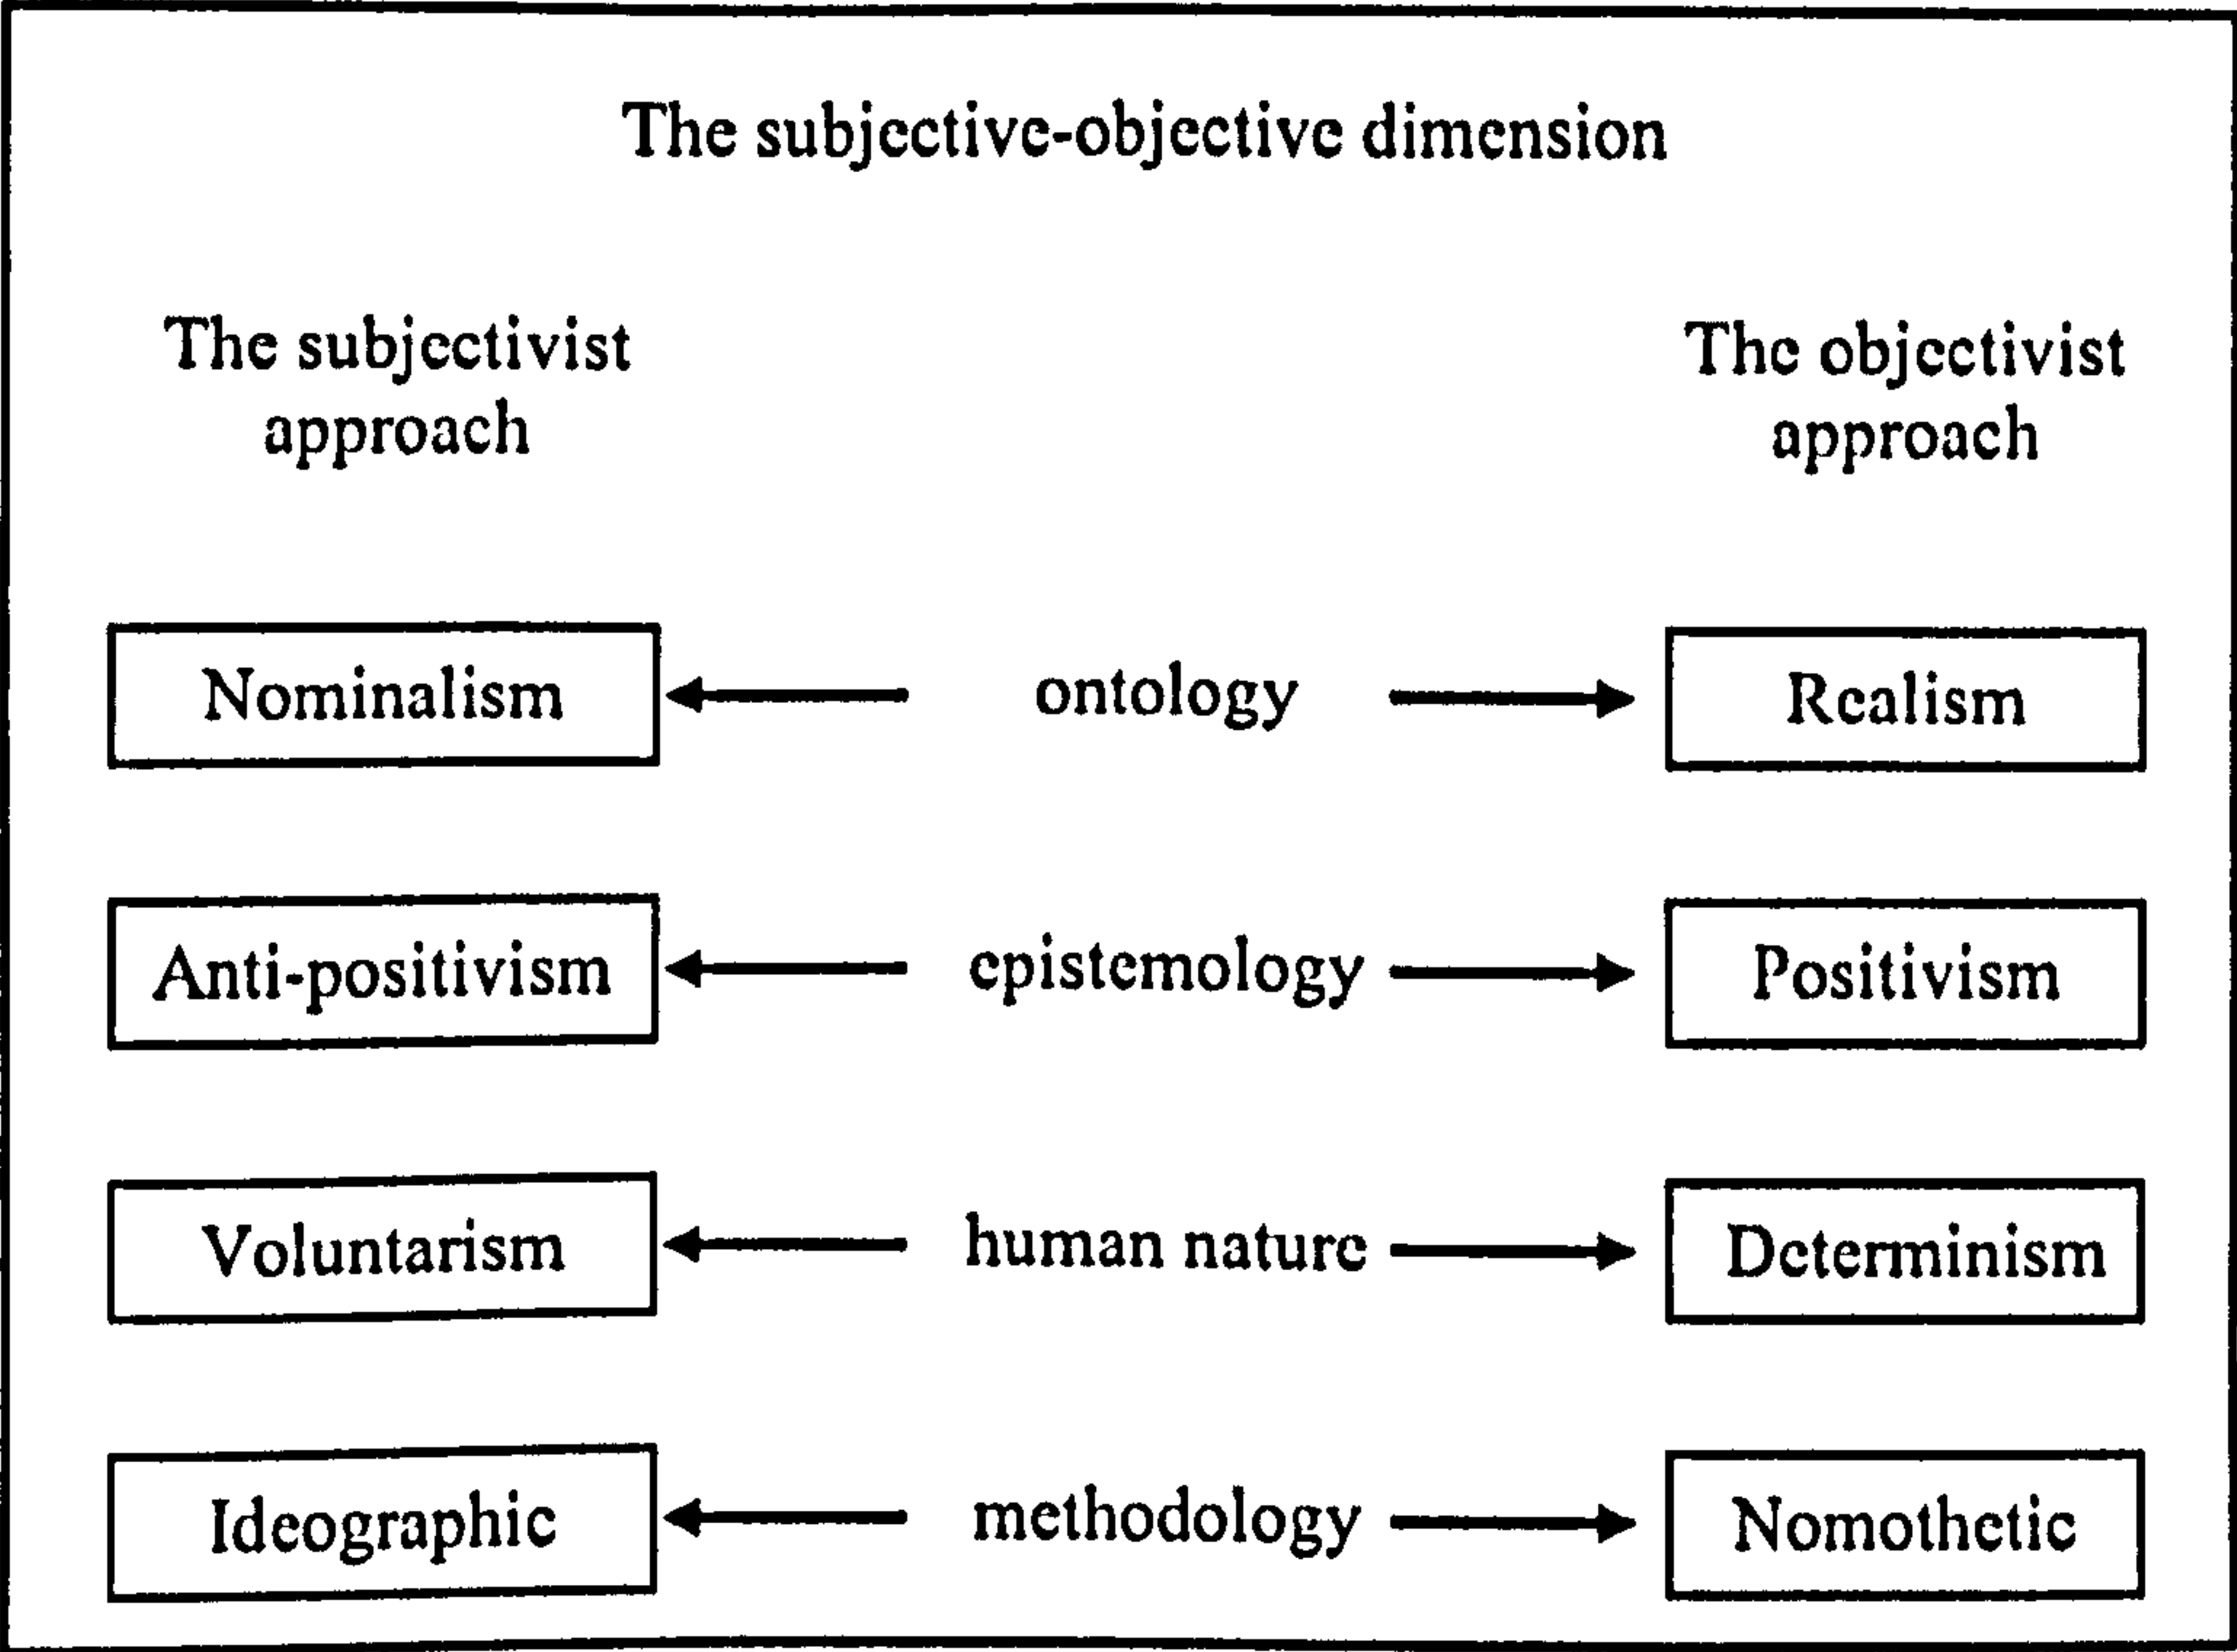 The subjective-objective dimension
The subjectivist
approach
The objectivist
approach
Nominalism
ontology
Realism
Anti-positivism
epistemology
Positivism
Voluntarism
human nature
Determinism
Ideographic
methodology
Nomothetic